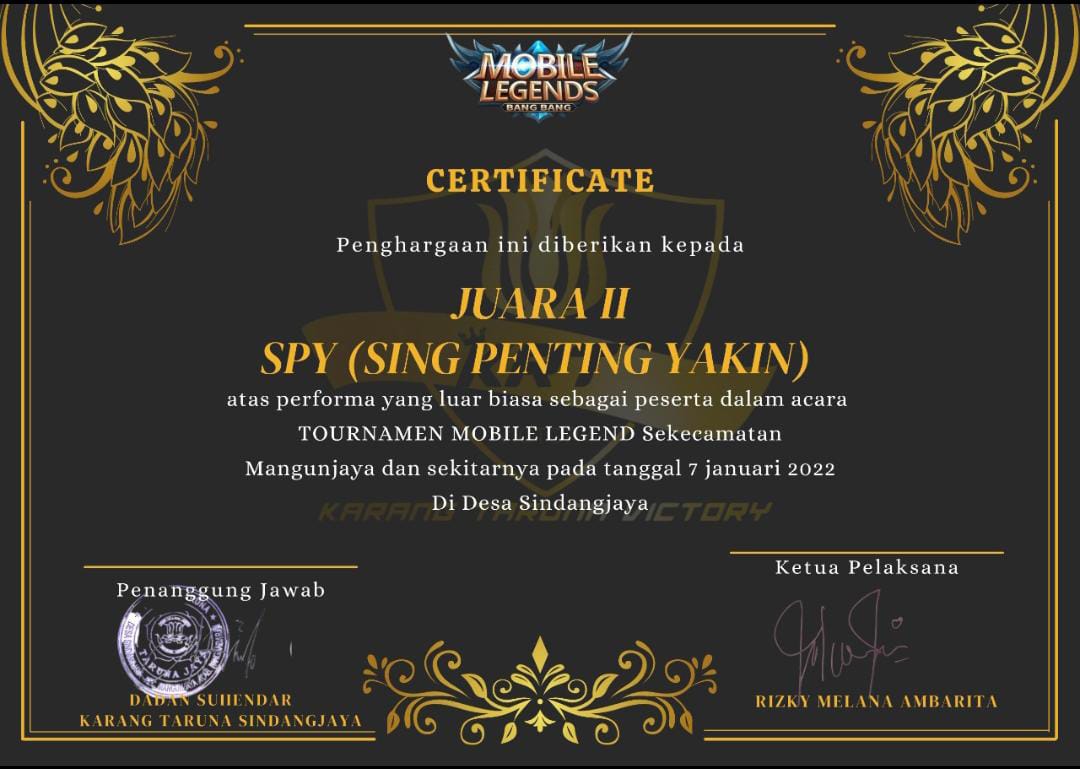 MOBILE
LEGENDS
BANG BANG
CERTIFICATE
Penghargaan ini diberikan kepada
JUARA II
SPY (SING PENTING YAKIN)
atas performa yang luar biasa sebagai peserta dalam acara
TOURNAMEN MOBILE LEGEND Sekecamatan
Mangunjaya dan sekitarnya pada tanggal 7 januari 2022
Di Desa Sindangjaya
KARANG TARUNA VICTORY
Penanggung Jawab
TARUNA JAYA
DADAN SUHENDAR
KARANG TARUNA SINDANGJAYA
Ketua Pelaksana
RIZKY MELANA AMBARITA